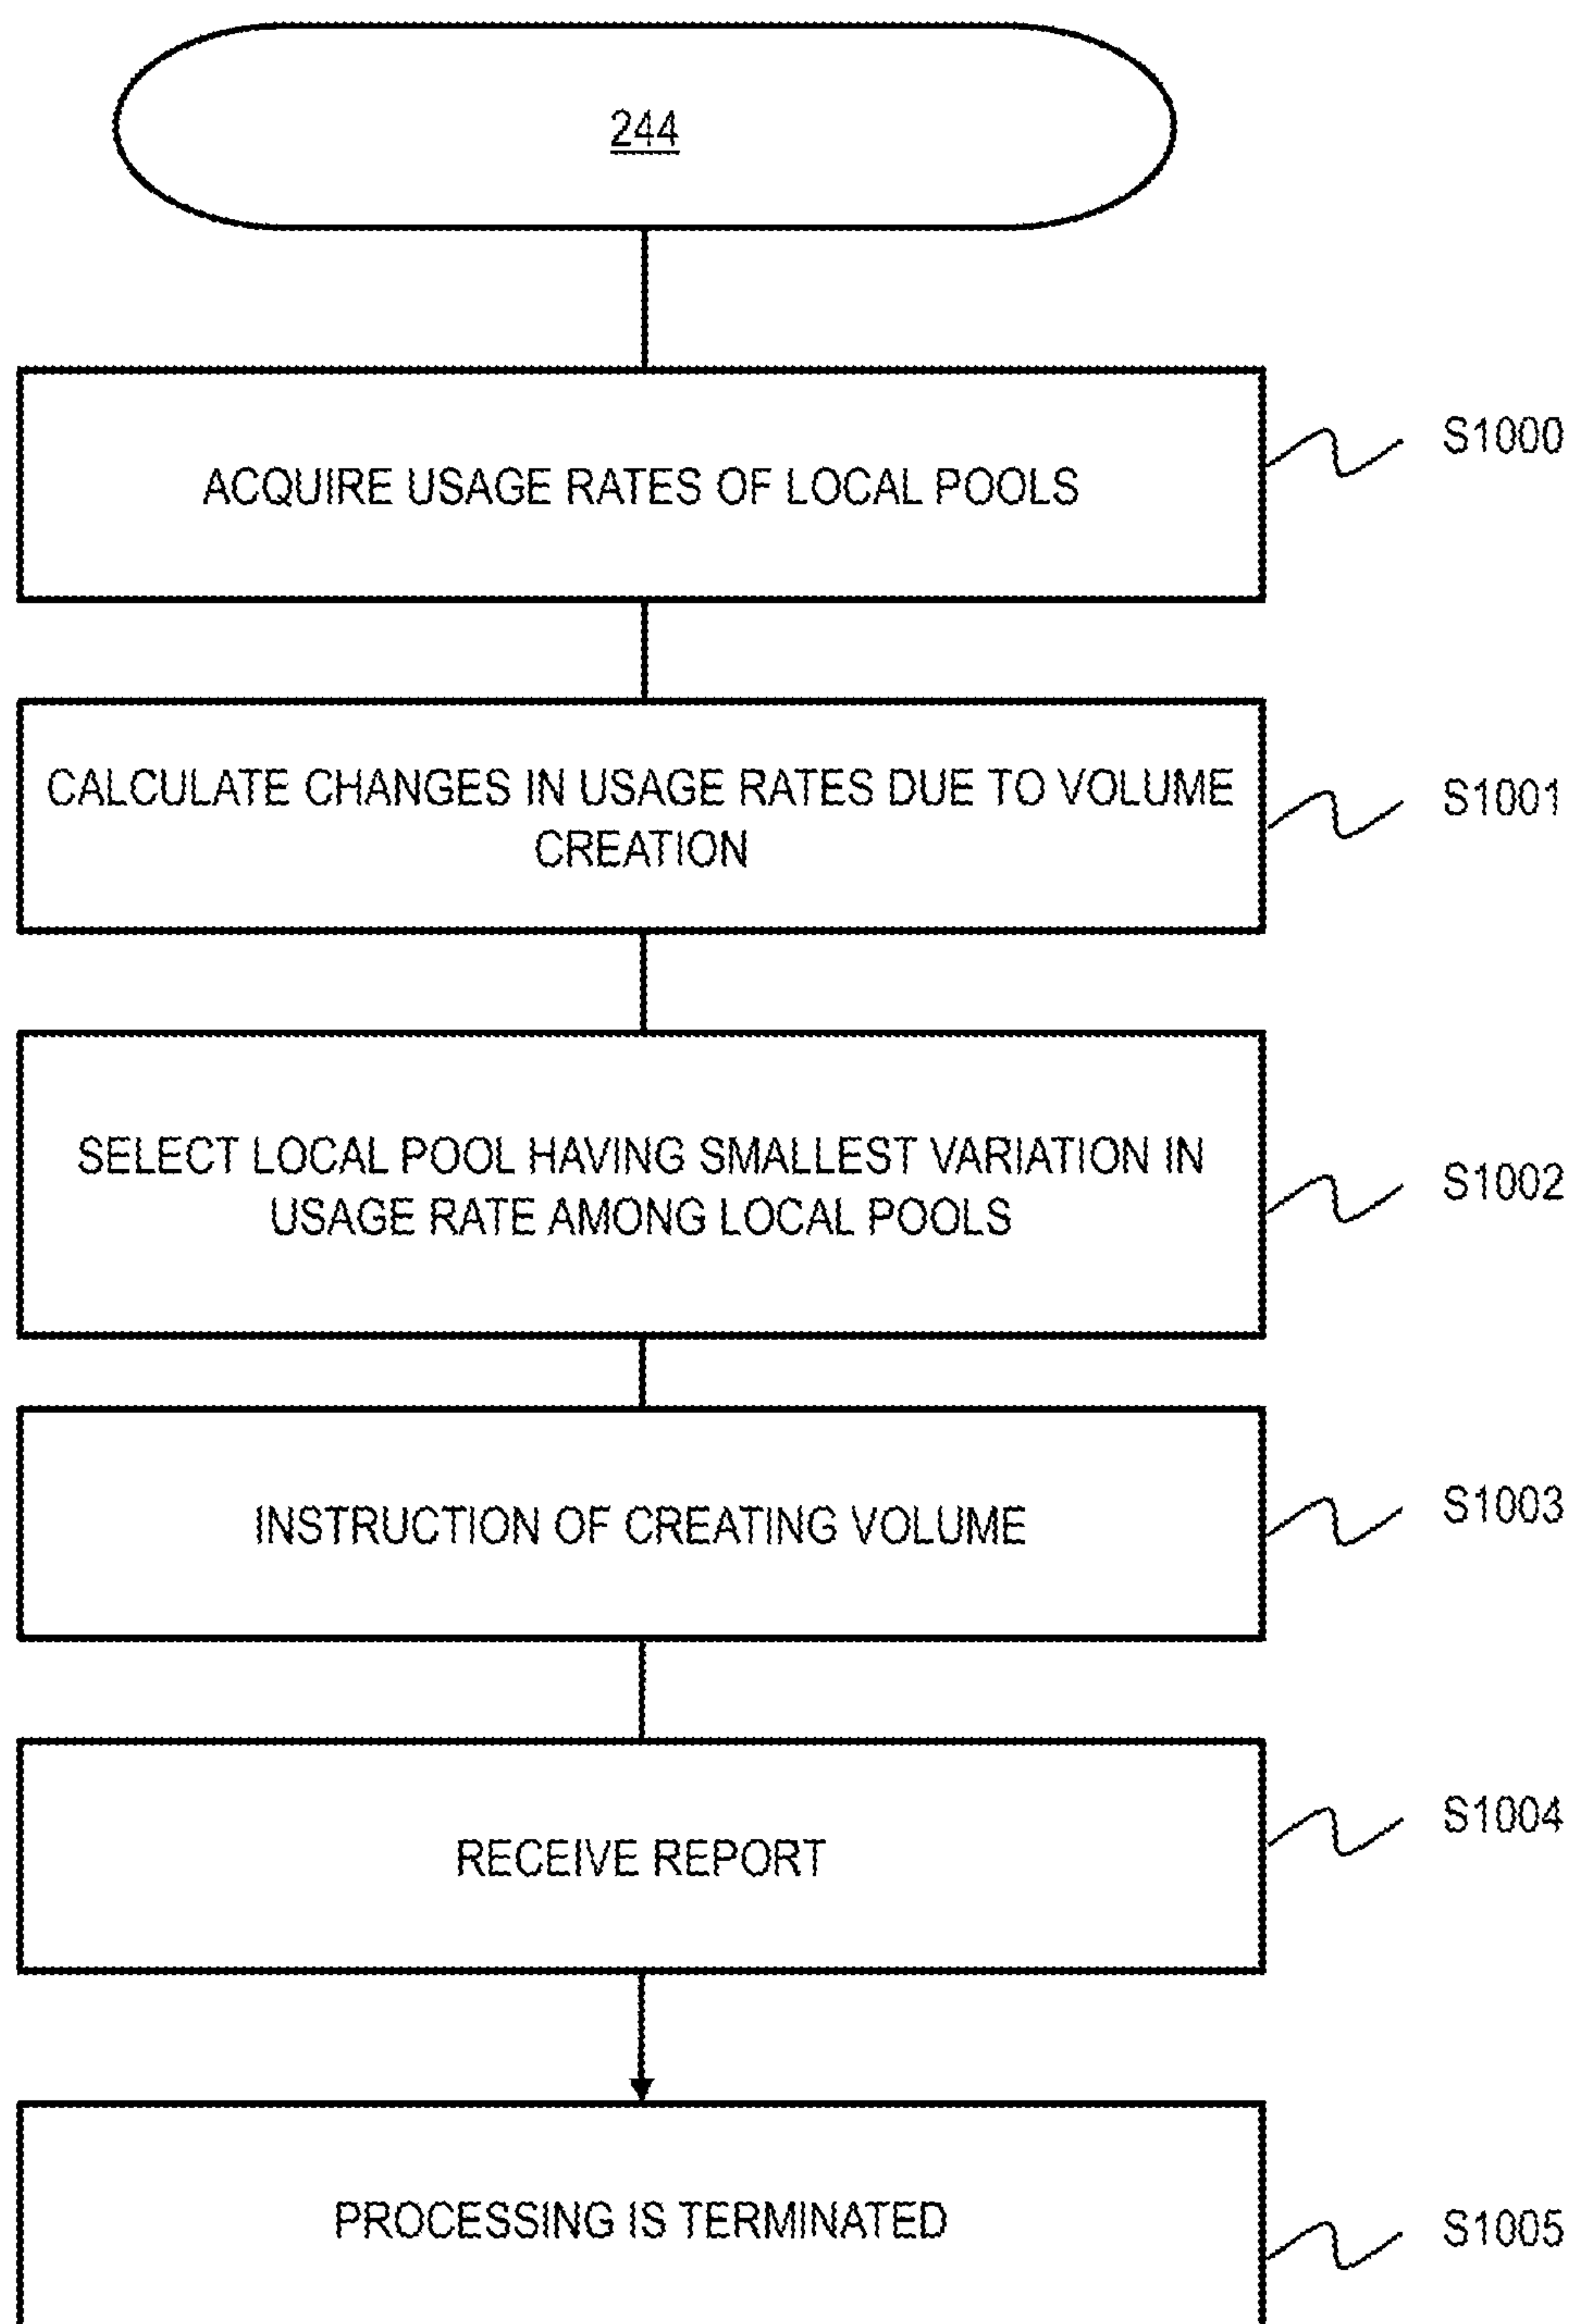 244
ACQUIRE USAGE RATES OF LOCAL POOLS
S1000
CALCULATE CHANGES IN USAGE RATES DUE TO VOLUME
CREATION
S1001
SELECT LOCAL POOL HAVING SMALLEST VARIATION IN
USAGE RATE AMONG LOCAL POOLS
S1002
INSTRUCTION OF CREATING VOLUME
S1003
RECEIVE REPORT
S1004
PROCESSING IS TERMINATED
S1005